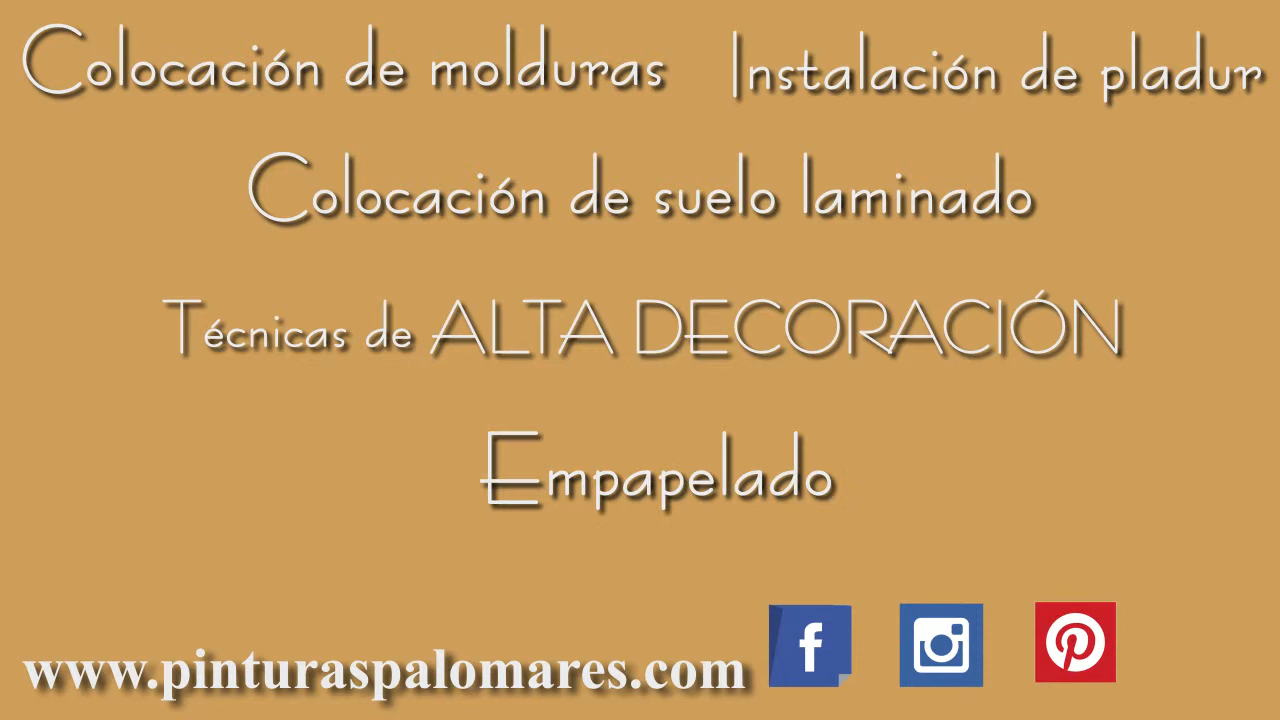 Colocación de molduras Instalación de pladur
Colocación de suelo laminado
Técnicas de ALTA DECORACIÓN
Empapelado
www.pinturaspalomares.com